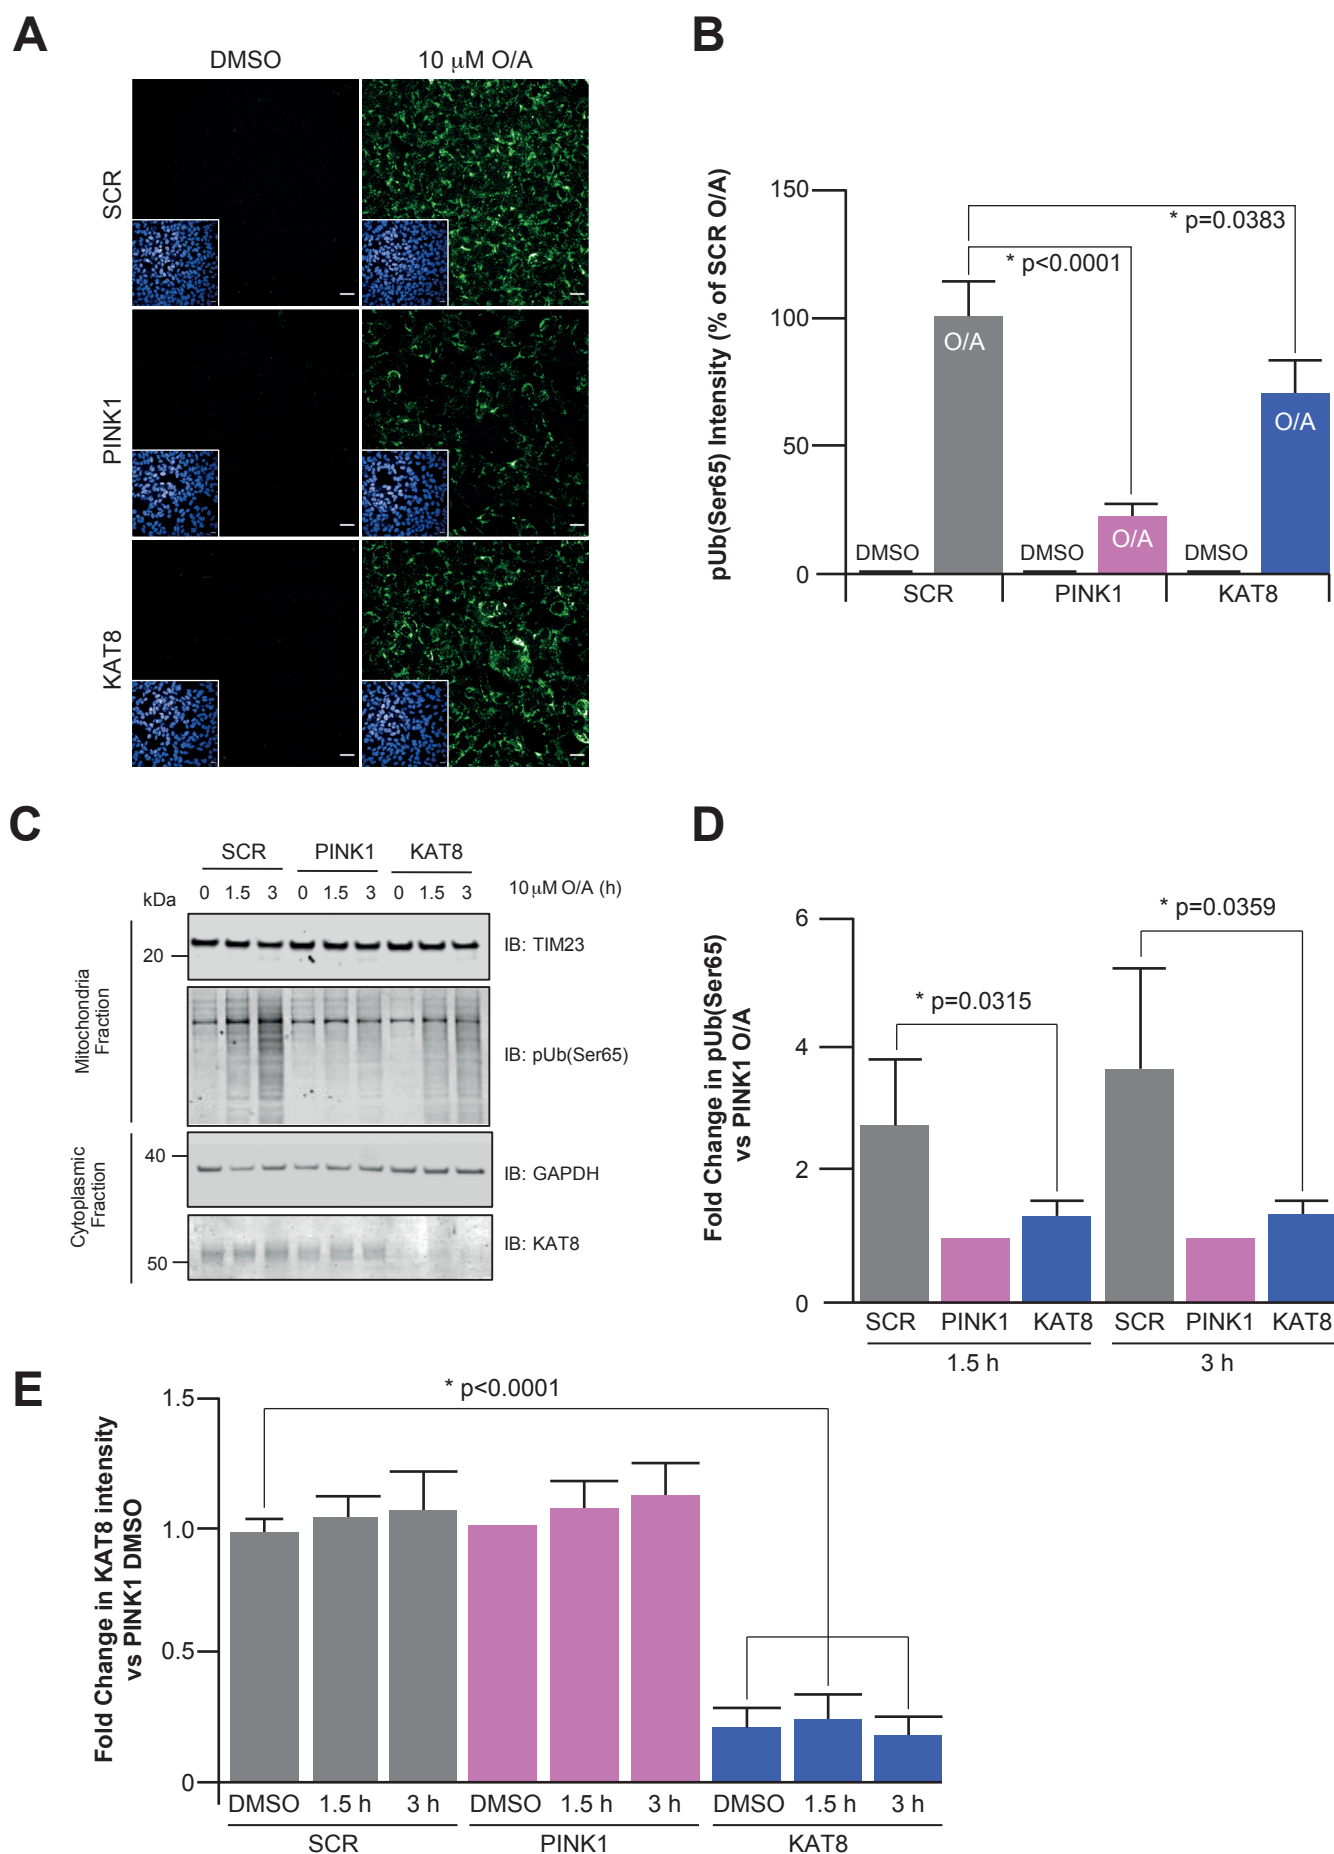 A
DMSO 10 μM O/A
SCR
PINK1
KAT8
B
pUb(Ser65) Intensity (% of SCR O/A)
150
100
50
0
* p=0.0383
* p<0.0001
O/A
O/A
O/A
DMSO DMSO DMSO
SCR PINK1 KAT8
C
SCR PINK1 KAT8
kDa 0 1.5 3 0 1.5 3 0 1.5 3 10 μM O/A (h)
Mitochondria
Fraction
20
IB: TIM23
IB: pUb(Ser65)
Cytoplasmic
Fraction
40
IB: GAPDH
50
IB: KAT8
D
Fold Change in pUb(Ser65)
vs PINK1 O/A
6
4
2
0
* p=0.0359
* p=0.0315
SCR PINK1 KAT8 SCR PINK1 KAT8
1.5 h 3 h
E
Fold Change in KAT8 intensity
vs PINK1 DMSO
1.5
1.0
0.5
0
* p<0.0001
DMSO 1.5 h 3 h DMSO 1.5 h 3 h DMSO 1.5 h 3 h
SCR PINK1 KAT8